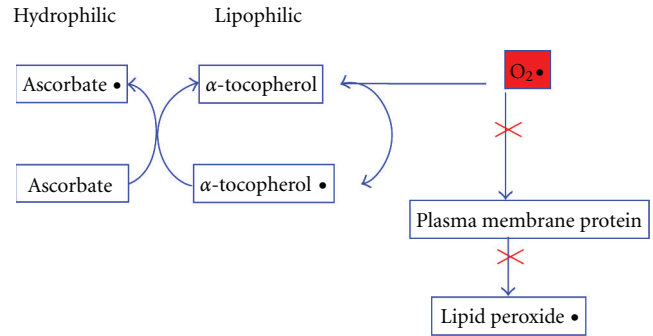 Hydrophilic Lipophilic
Ascorbate • α-tocopherol O₂•
Ascorbate α-tocopherol •
Plasma membrane protein
Lipid peroxide •